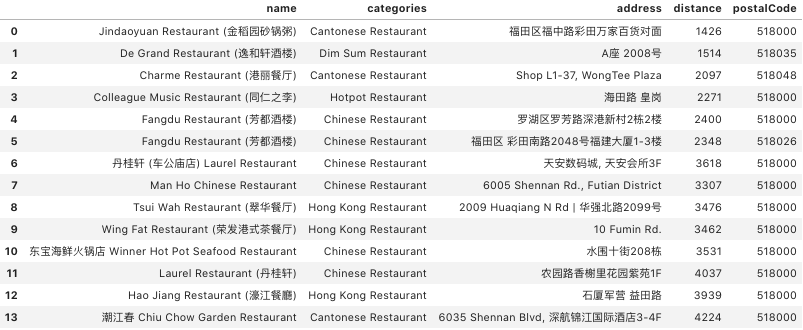 name categories address distance postalCode
0 Jindaoyuan Restaurant (金稻园砂锅粥) Cantonese Restaurant 福田区福中路彩田万家百货对面 1426 518000
1 De Grand Restaurant (逸和轩酒楼) Dim Sum Restaurant A座 2008号 1514 518035
2 Charme Restaurant (港丽餐厅) Cantonese Restaurant Shop L1-37, WongTee Plaza 2097 518048
3 Colleague Music Restaurant (同仁之李) Hotpot Restaurant 海田路 皇岗 2271 518000
4 Fangdu Restaurant (芳都酒楼) Chinese Restaurant 罗湖区罗芳路深港新村2栋2楼 2400 518000
5 Fangdu Restaurant (芳都酒楼) Chinese Restaurant 福田区 彩田南路2048号福建大厦1-3楼 2348 518026
6 丹桂轩 (车公庙店) Laurel Restaurant Chinese Restaurant 天安数码城, 天安会所3F 3618 518000
7 Man Ho Chinese Restaurant Chinese Restaurant 6005 Shennan Rd., Futian District 3307 518000
8 Tsui Wah Restaurant (翠华餐厅) Hong Kong Restaurant 2009 Huaqiang N Rd | 华强北路2099号 3476 518000
9 Wing Fat Restaurant (荣发港式茶餐厅) Hong Kong Restaurant 10 Fumin Rd. 3462 518000
10 东宝海鲜火锅店 Winner Hot Pot Seafood Restaurant Chinese Restaurant 水围十街208栋 3531 518000
11 Laurel Restaurant (丹桂轩) Chinese Restaurant 农园路香榭里花园紫苑1F 4037 518000
12 Hao Jiang Restaurant (濠江餐廳) Hong Kong Restaurant 石厦军营 益田路 3939 518000
13 潮江春 Chiu Chow Garden Restaurant Cantonese Restaurant 6035 Shennan Blvd, 深航锦江国际酒店3-4F 4224 518000